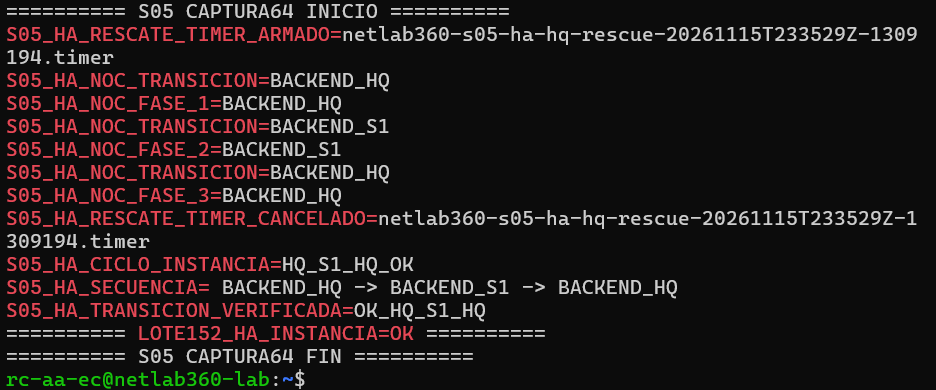 ========== S05 CAPTURA64 INICIO ==========
S05_HA_RESCATE_TIMER_ARMADO=netlab360-s05-ha-hq-rescue-20261115T233529Z-1309
194.timer
S05_HA_NOC_TRANSICION=BACKEND_HQ
S05_HA_NOC_FASE_1=BACKEND_HQ
S05_HA_NOC_TRANSICION=BACKEND_S1
S05_HA_NOC_FASE_2=BACKEND_S1
S05_HA_NOC_TRANSICION=BACKEND_HQ
S05_HA_NOC_FASE_3=BACKEND_HQ
S05_HA_RESCATE_TIMER_CANCELADO=netlab360-s05-ha-hq-rescue-20261115T233529Z-1
309194.timer
S05_HA_CICLO_INSTANCIA=HQ_S1_HQ_OK
S05_HA_SECUENCIA= BACKEND_HQ -> BACKEND_S1 -> BACKEND_HQ
S05_HA_TRANSICION_VERIFICADA=OK_HQ_S1_HQ
========== LOTE152_HA_INSTANCIA=OK ==========
========== S05 CAPTURA64 FIN ==========
rc-aa-ec@netlab360-lab:~$